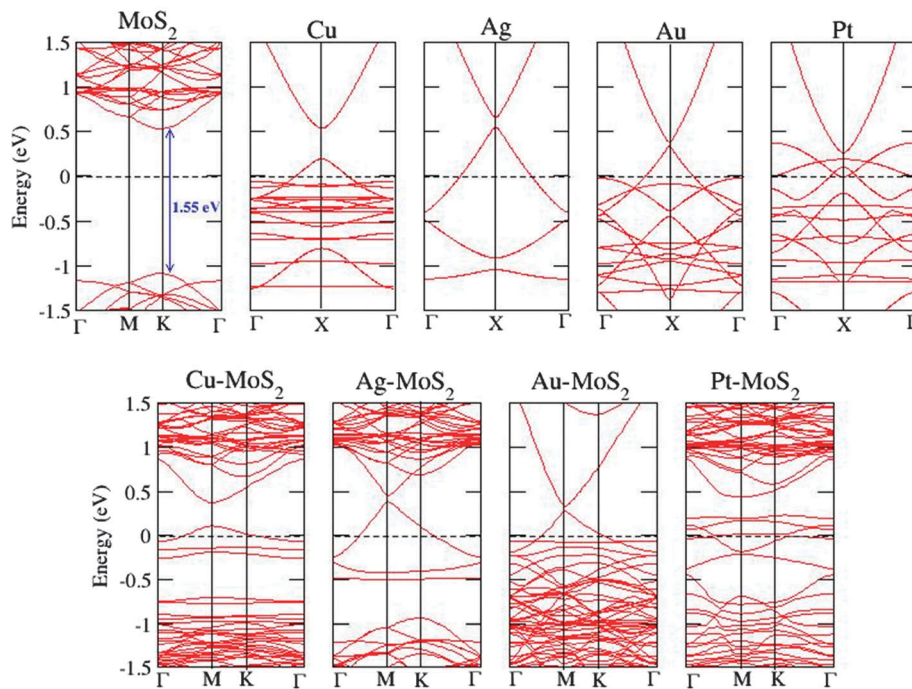 MoS2
Cu
Ag
Au
Pt
Energy (eV)
1.5
1
0.5
0
-0.5
-1
-1.5
1.55 eV
Γ M K Γ
Γ X Γ
Γ X Γ
Γ X Γ
Γ X Γ
Cu-MoS2
Ag-MoS2
Au-MoS2
Pt-MoS2
Energy (eV)
1.5
1
0.5
0
-0.5
-1
-1.5
Γ M K Γ
Γ M K Γ
Γ M K Γ
Γ M K Γ